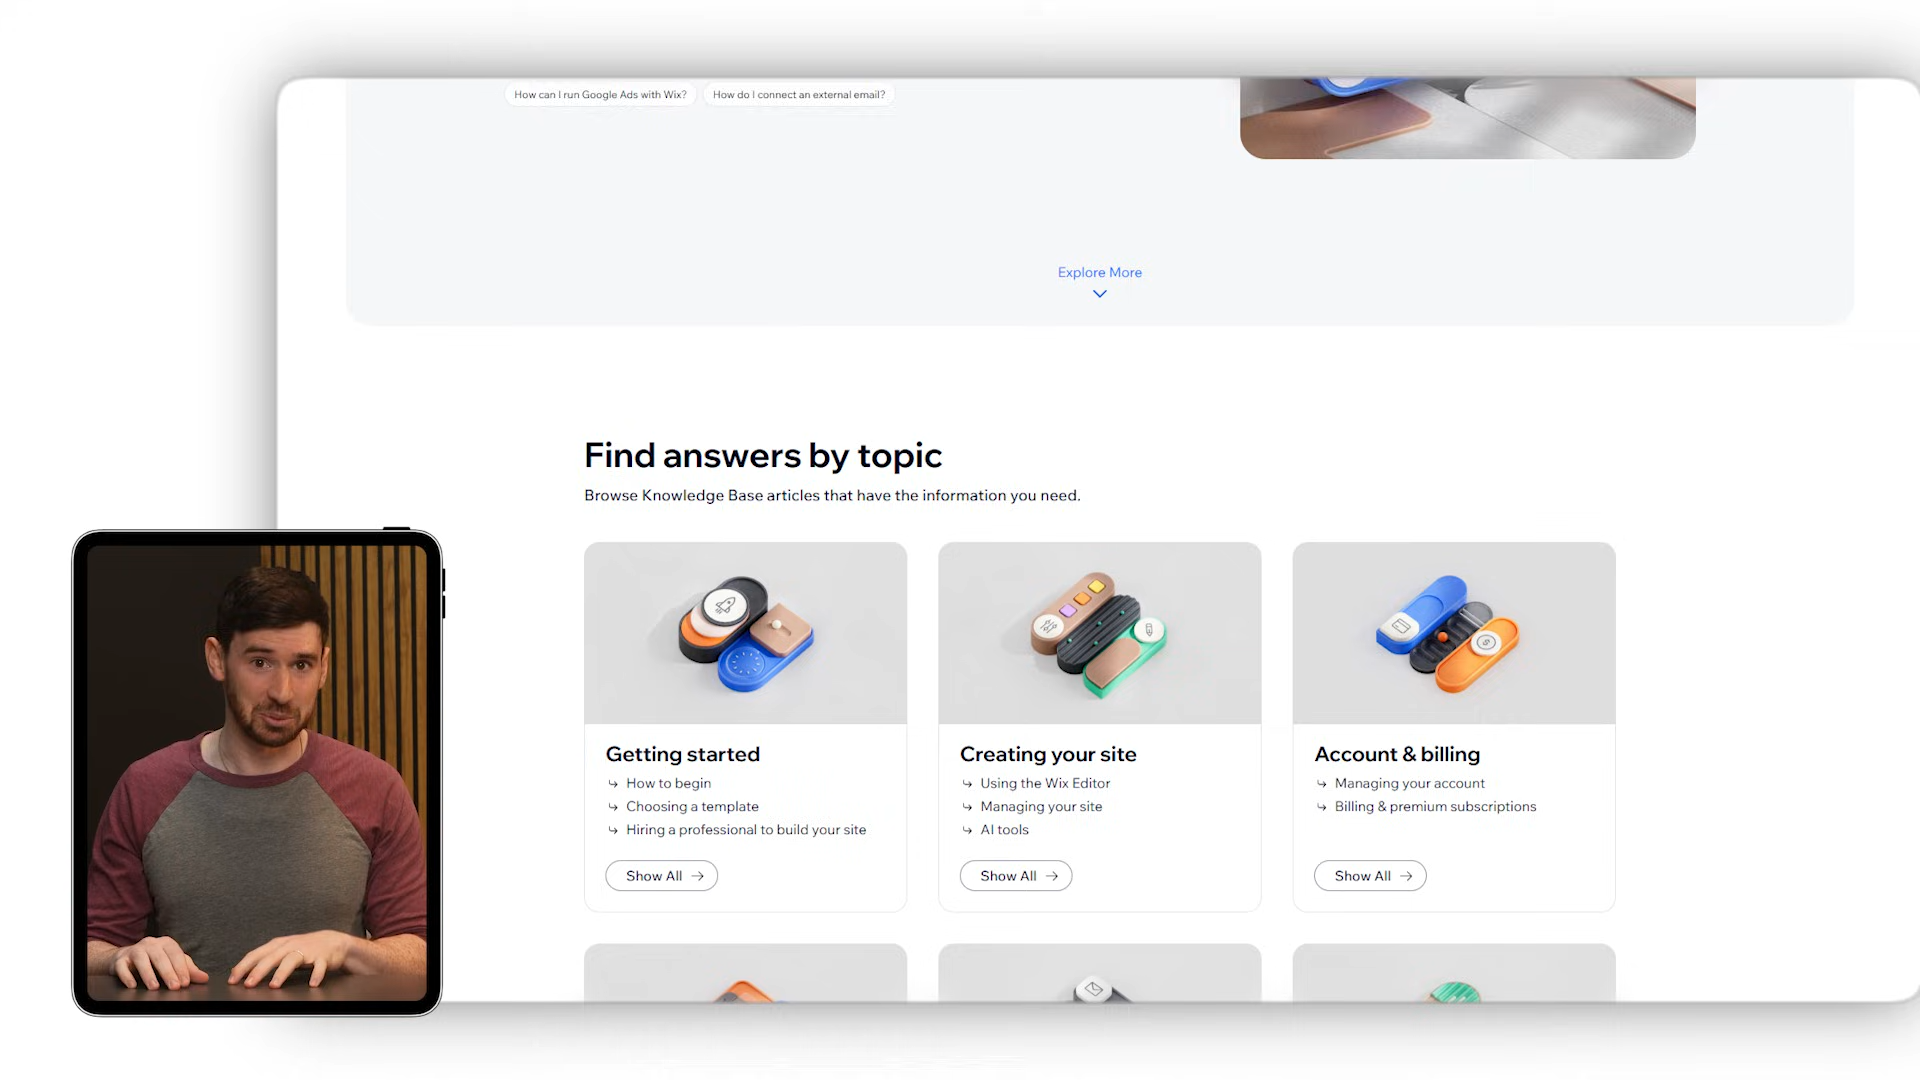 How can I run Google Ads with Wix? How do I connect an external email?
Explore More
Find answers by topic
Browse Knowledge Base articles that have the information you need.
Getting started
How to begin
Choosing a template
Hiring a professional to build your site
Show All
Creating your site
Using the Wix Editor
Managing your site
AI tools
Show All
Account & billing
Managing your account
Billing & premium subscriptions
Show All